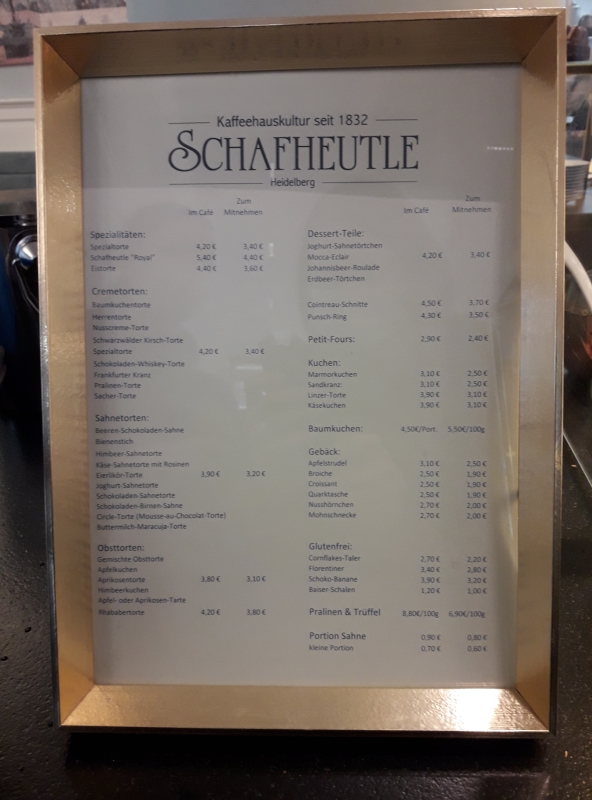 Kaffeehauskultur seit 1832
SCHAFHEUTLE
Heidelberg
Im Café Zum Mitnehmen
Spezialitäten:
Spezialtorte 4,20 € 3,40 €
Schafheutle "Royal" 5,40 € 4,40 €
Eistorte 4,40 € 3,60 €
Cremetorten:
Baumkuchentorte
Herrentorte
Nusscreme-Torte
Schwarzwälder Kirsch-Torte
Spezialtorte 4,20 € 3,40 €
Schokoladen-Whiskey-Torte
Frankfurter Kranz
Pralinen-Torte
Sacher-Torte
Sahnetorten:
Beeren-Schokoladen-Sahne
Bienenstich
Himbeer-Sahnetorte
Käse-Sahnetorte mit Rosinen
Eierlikör-Torte 3,90 € 3,20 €
Joghurt-Sahnetorte
Schokoladen-Sahnetorte
Schokoladen-Birnen-Sahne
Circle-Torte (Mousse-au-Chocolat-Torte)
Buttermilch-Maracuja-Torte
Obsttorten:
Gemischte Obsttorte
Apfelkuchen
Aprikosentorte 3,80 € 3,10 €
Himbeerkuchen
Apfel- oder Aprikosen-Tarte
Rhabarbertorte 4,20 € 3,80 €
Im Café Zum Mitnehmen
Dessert-Teile:
Joghurt-Sahnetörtchen
Mocca-Eclair 4,20 € 3,40 €
Johannisbeer-Roulade
Erdbeer-Törtchen
Cointreau-Schnitte 4,50 € 3,70 €
Punsch-Ring 4,30 € 3,50 €
Petit-Fours: 2,90 € 2,40 €
Kuchen:
Marmorkuchen 3,10 € 2,50 €
Sandkranz: 3,10 € 2,50 €
Linzer-Torte 3,90 € 3,10 €
Käsekuchen 3,90 € 3,10 €
Baumkuchen: 4,50€/Port. 5,50€/100g
Gebäck:
Apfelstrudel 3,10 € 2,50 €
Broiche 2,50 € 1,90 €
Croissant 2,50 € 1,90 €
Quarktasche 2,50 € 1,90 €
Nusshörnchen 2,70 € 2,00 €
Mohnschnecke 2,70 € 2,00 €
Glutenfrei:
Cornflakes-Taler 2,70 € 2,20 €
Florentiner 3,40 € 2,80 €
Schoko-Banane 3,90 € 3,20 €
Baiser-Schalen 1,20 € 1,00 €
Pralinen & Trüffel 8,80€/100g 6,90€/100g
Portion Sahne 0,90 € 0,80 €
kleine Portion 0,70 € 0,60 €